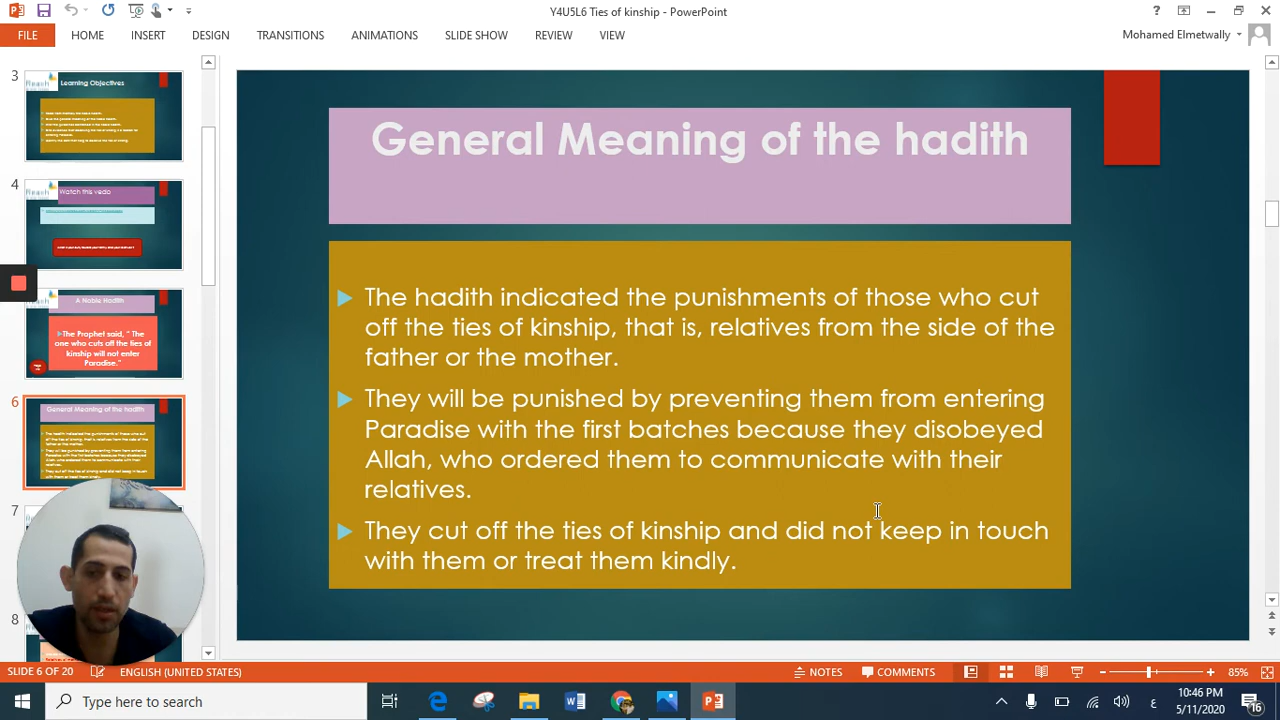 Y4U5L6 Ties of kinship - PowerPoint
FILE HOME INSERT DESIGN TRANSITIONS ANIMATIONS SLIDE SHOW REVIEW VIEW
Mohamed Elmetwally
3
Learning Objectives
4
Watch this vedo
A Noble Hadith
The Prophet said, " The
one who cuts off the ties of
kinship will not enter
Paradise."
6
General Meaning of the hadith
7
8
General Meaning of the hadith
The hadith indicated the punishments of those who cut
off the ties of kinship, that is, relatives from the side of the
father or the mother.
They will be punished by preventing them from entering
Paradise with the first batches because they disobeyed
Allah, who ordered them to communicate with their
relatives.
They cut off the ties of kinship and did not keep in touch
with them or treat them kindly.
SLIDE 6 OF 20
ENGLISH (UNITED STATES)
NOTES
COMMENTS
85%
Type here to search
ع
10:46 PM
5/11/2020
16